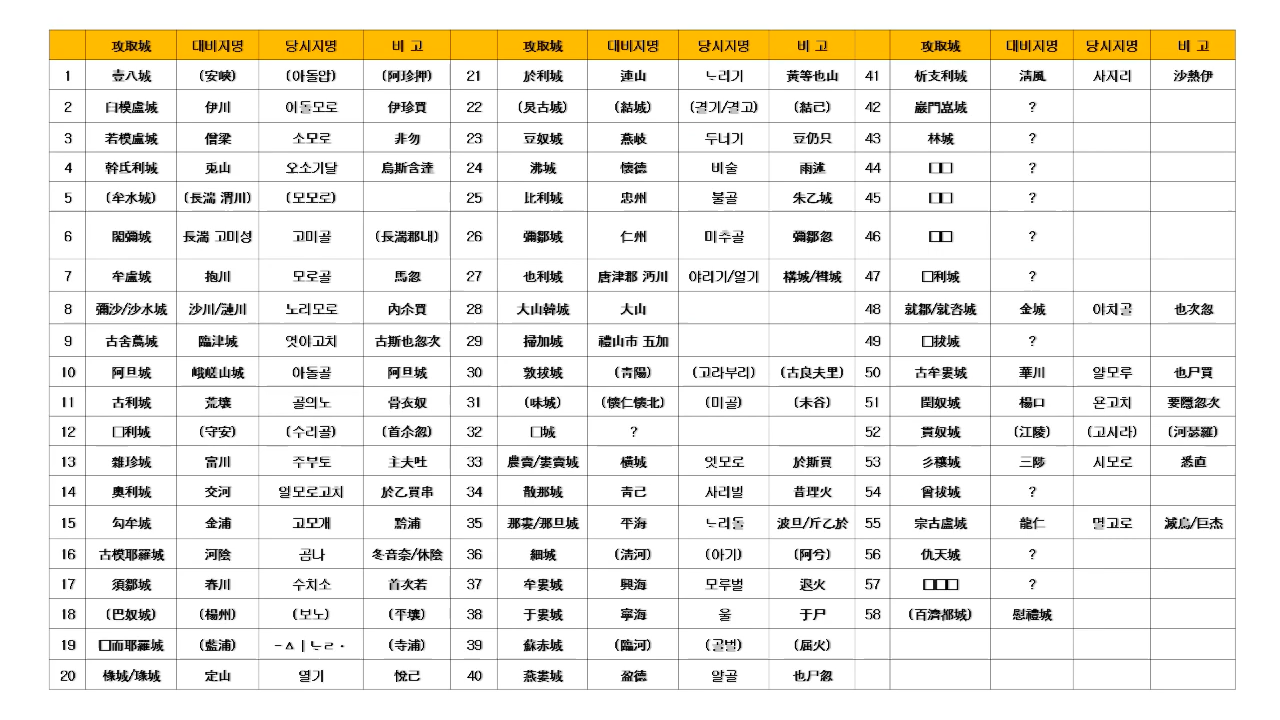 攻取城 대비지명 당시지명 비 고 攻取城 대비지명 당시지명 비 고 攻取城 대비지명 당시지명 비 고
1 壹八城 (安峽) (아돌압) (阿珍押) 21 於利城 連山 느리기 黃等也山 41 析支利城 淸風 사지리 沙熱伊
2 臼模盧城 伊川 이돌모로 伊珍買 22 (炅古城) (結城) (결기/결고) (結己) 42 巖門嵩城 ?
3 若模盧城 僧梁 소모로 非勿 23 豆奴城 燕岐 두너기 豆仍只 43 林城 ?
4 幹氐利城 兎山 오소기달 烏斯含達 24 沸城 懷德 비술 雨述 44 □□ ?
5 (牟水城) (長湍 渭川) (모모로) 25 比利城 忠州 불골 朱乙城 45 □□ ?
6 閣彌城 長湍 고미성 고미골 (長湍郡內) 26 彌鄒城 仁州 미추골 彌鄒忽 46 □□ ?
7 牟盧城 抱川 모로골 馬忽 27 也利城 唐津郡 沔川 야리기/열기 橻城/槥城 47 □利城 ?
8 彌沙/沙水城 沙川/漣川 노리모로 內尒買 28 大山韓城 大山 48 就鄒/就咨城 金城 이치골 也次忽
9 古舍蔦城 臨津城 엿이고치 古斯也忽次 29 掃加城 禮山市 五加 49 □拔城 ?
10 阿旦城 峨嵯山城 아돌골 阿旦城 30 敦拔城 (靑陽) (고라부리) (古良夫里) 50 古牟婁城 華川 얄모루 也尸買
11 古利城 荒壤 골의노 骨衣奴 31 (味城) (懷仁懷北) (미골) (未谷) 51 閏奴城 楊口 욘고치 要隱忽次
12 □利城 (守安) (수리골) (首尒忽) 32 □城 ? 52 貫奴城 (江陵) (고시라) (河瑟羅)
13 雜珍城 富川 주부토 主夫吐 33 農賣/婁賣城 橫城 잇모로 於斯買 53 彡穰城 三陟 시모로 悉直
14 奧利城 交河 일모로고치 於乙買串 34 散那城 靑己 사리벌 昔理火 54 曾拔城 ?
15 勾牟城 金浦 고모개 黔浦 35 那婁/那旦城 平海 느리돌 波旦/斤乙於 55 宗古盧城 龍仁 멸고로 滅烏/巨杰
16 古模耶羅城 河陰 곰나 冬音奈/休陰 36 細城 (淸河) (아기) (阿兮) 56 仇天城 ?
17 須鄒城 春川 수치소 首次若 37 牟婁城 興海 모루벌 退火 57 □□□ ?
18 (巴奴城) (楊州) (보노) (平壤) 38 于婁城 寧海 울 于尸 58 (百濟都城) 慰禮城
19 □而耶羅城 (藍浦) (寺浦) 39 蘇赤城 (臨河) (골벌) (屈火)
20 瑑城 定山 열기 悅己 40 燕婁城 盈德 얄골 也尸忽